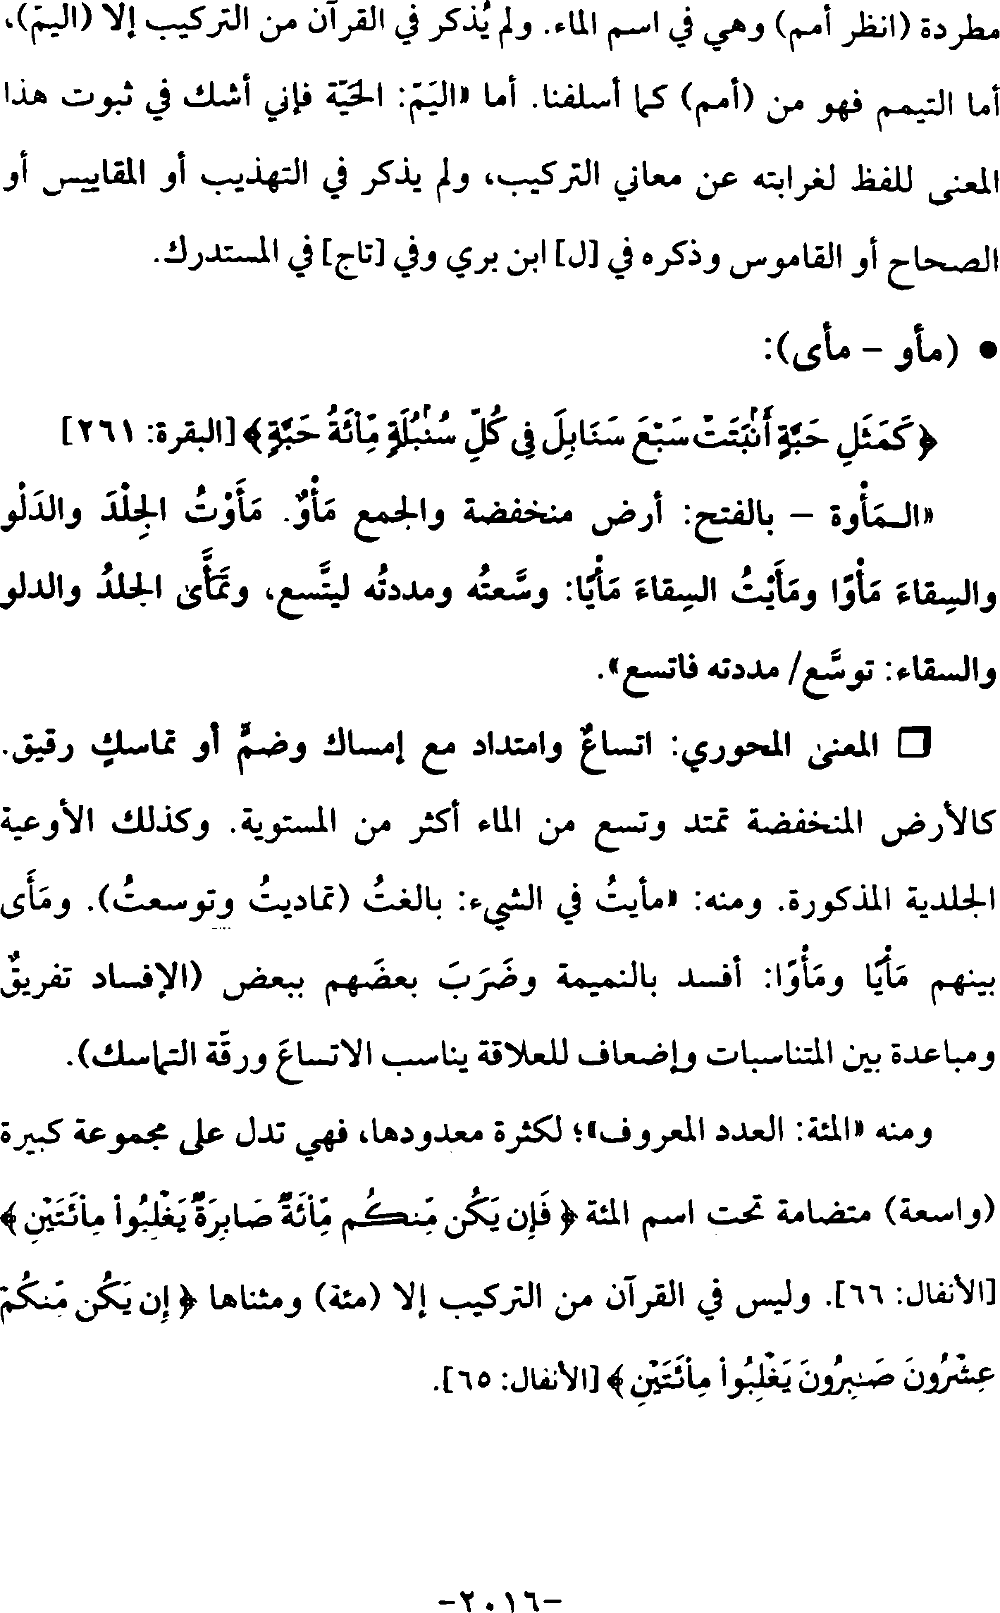 مطردة (انظر أمم) وهي في اسم الماء. ولم يُذكر في القرآن من التركيب إلا (اليمّ)،
أما التيمم فهو من (أمم) كما أسلفنا. أما «اليَمّ: الحَيّة فإني أشك في ثبوت هذا
المعنى للفظ لغرابته عن معاني التركيب، ولم يذكر في التهذيب أو المقاييس أو
الصحاح أو القاموس وذكره في [ل] ابن بري وفي [تاج] في المستدرك.
• (مأو – مأى):
﴿كَمَثَلِ حَبَّةٍ أَنۢبَتَتْ سَبْعَ سَنَابِلَ فِي كُلِّ سُنۢبُلَةٍ مِّا۟ئَةُ حَبَّةٍ﴾ [البقرة: ٢٦١]
«الـمَأْوة – بالفتح: أرض منخفضة والجمع مَأْوٌ. مَأَوْتُ الجِلْدَ والدَلْو
والسِقاءَ مَأْوًا ومَأَيْتُ السِقاءَ مَأْيًا: وسَّعتُه ومددتُه ليتَّسع، وتَمَأَّىٰ الجلدُ والدلو
والسقاء: توسَّع/ مددته فاتسع».
❒ المعنىٰ المحوري: اتساعٌ وامتداد مع إمساك وضمٍّ أو تماسكٍ رقيق.
كالأرض المنخفضة تمتد وتسع من الماء أكثر من المستوية. وكذلك الأوعية
الجلدية المذكورة. ومنه: «مأيتُ في الشيء: بالغتُ (تماديتُ وتوسعتُ). ومَأَى
بينهم مَأْيًا ومَأْوًا: أفسد بالنميمة وضَرَبَ بعضَهم ببعض (الإفساد تفريقٌ
ومباعدة بين المتناسبات وإضعاف للعلاقة يناسب الاتساعَ ورقَة التماسك).
ومنه «المئة: العدد المعروف»؛ لكثرة معدودها، فهي تدل على مجموعة كبيرة
(واسعة) متضامة تحت اسم المئة ﴿فَإِن يَكُن مِّنكُم مِّا۟ئَةٌ صَابِرَةٌ يَغْلِبُوا۟ مِا۟ئَتَيْنِ﴾
[الأنفال: ٦٦]. وليس في القرآن من التركيب إلا (مئة) ومثناها ﴿إِن يَكُن مِّنكُمْ
عِشْرُونَ صَـٰبِرُونَ يَغْلِبُوا۟ مِا۟ئَتَيْنِ﴾ [الأنفال: ٦٥].
-٢٠١٦-